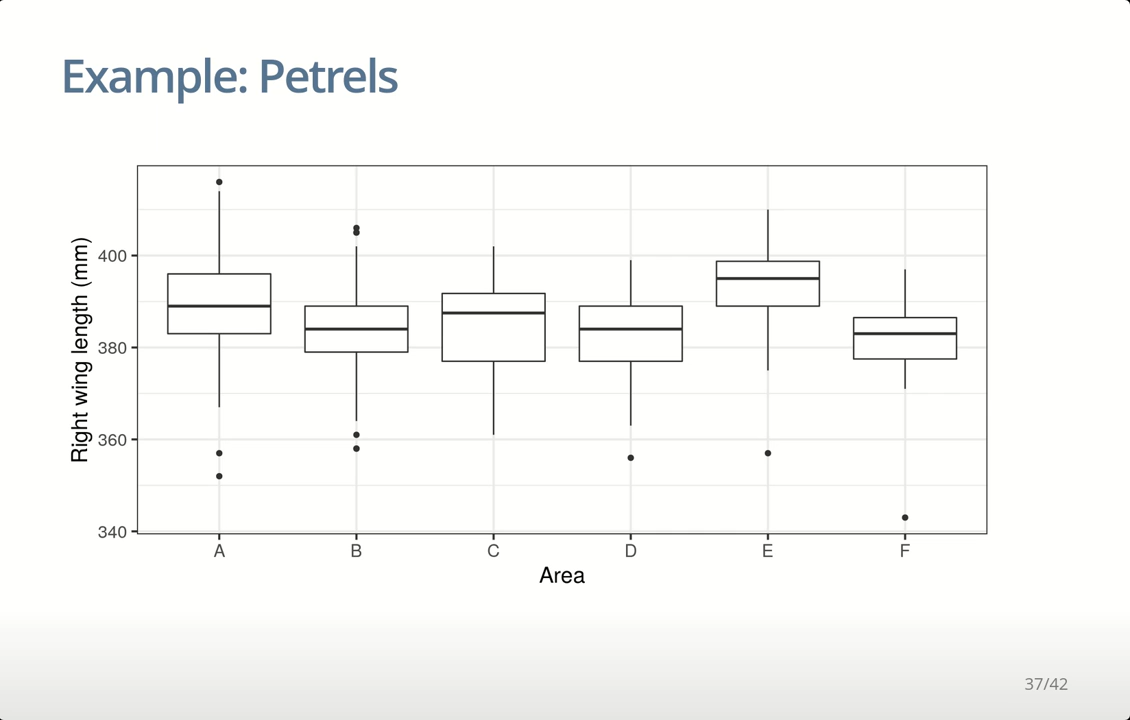 Example: Petrels
Right wing length (mm)
400
380
360
340
A B C D E F
Area
37/42